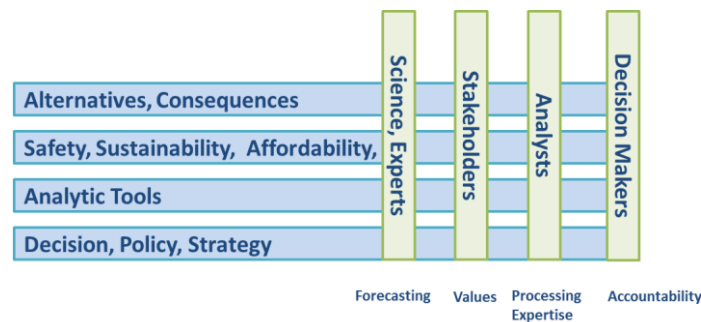 Alternatives, Consequences
Safety, Sustainability, Affordability,
Analytic Tools
Decision, Policy, Strategy
Science, Experts
Stakeholders
Analysts
Decision Makers
Forecasting
Values
Processing
Expertise
Accountability